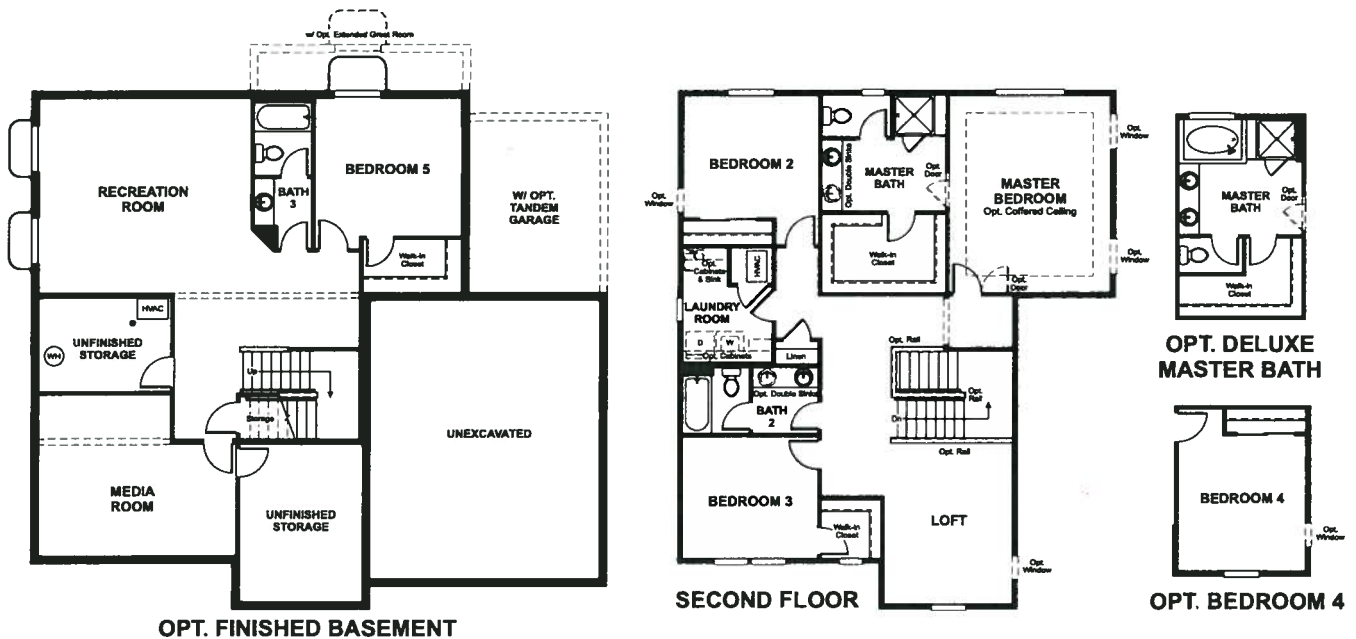 w/ Opt. Extended Great Room
RECREATION
ROOM
BATH
3
BEDROOM 5
Walk-in
Closet
W/ OPT.
TANDEM
GARAGE
HVAC
UNFINISHED
STORAGE
WH
Up
Storage
UNEXCAVATED
MEDIA
ROOM
UNFINISHED
STORAGE
OPT. FINISHED BASEMENT
BEDROOM 2
Opt.
Window
Opt. Double Sinks
MASTER
BATH
Opt.
Door
MASTER
BEDROOM
Opt. Coffered Ceiling
Opt.
Window
Opt.
Window
Walk-in
Closet
Opt.
Door
Opt.
Cabinets
& Sink
HVAC
LAUNDRY
ROOM
D
W
Opt. Cabinets
Linen
Opt. Rail
Opt.
Rail
Dn
Opt. Rail
Opt. Double Sinks
BATH
2
BEDROOM 3
Walk-in
Closet
LOFT
Opt.
Window
SECOND FLOOR
MASTER
BATH
Opt.
Door
Walk-in
Closet
OPT. DELUXE
MASTER BATH
BEDROOM 4
Opt.
Window
OPT. BEDROOM 4